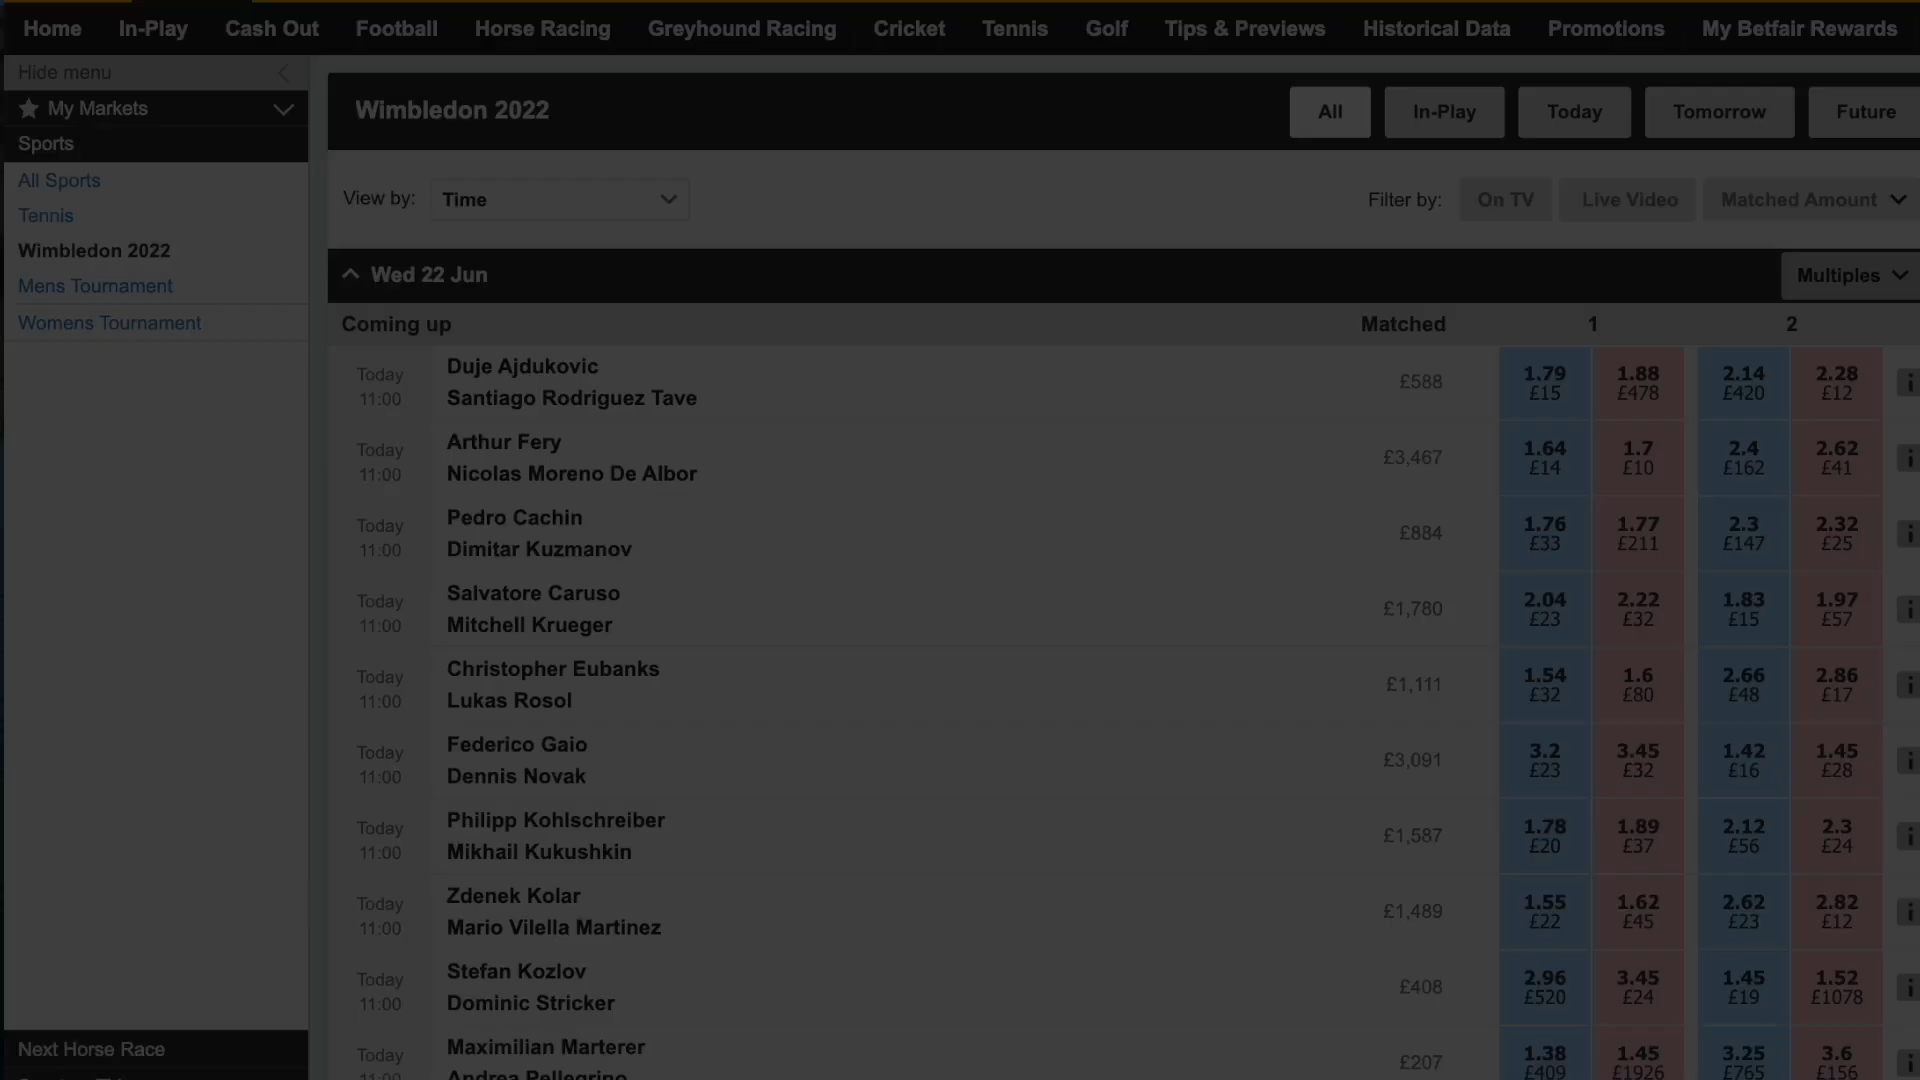 Home In-Play Cash Out Football Horse Racing Greyhound Racing Cricket Tennis Golf Tips & Previews Historical Data Promotions My Betfair Rewards
Hide menu
My Markets
Sports
All Sports
Tennis
Wimbledon 2022
Mens Tournament
Womens Tournament
Next Horse Race
Wimbledon 2022 All In-Play Today Tomorrow Future
View by: Time Filter by: On TV Live Video Matched Amount
Wed 22 Jun Multiples
Coming up Matched 1 2
Today 11:00
Duje Ajdukovic
Santiago Rodriguez Tave
£588
1.79 1.88 2.14 2.28
£15 £478 £420 £12
Today 11:00
Arthur Fery
Nicolas Moreno De Albor
£3,467
1.64 1.7 2.4 2.62
£14 £10 £162 £41
Today 11:00
Pedro Cachin
Dimitar Kuzmanov
£884
1.76 1.77 2.3 2.32
£33 £211 £147 £25
Today 11:00
Salvatore Caruso
Mitchell Krueger
£1,780
2.04 2.22 1.83 1.97
£23 £32 £15 £57
Today 11:00
Christopher Eubanks
Lukas Rosol
£1,111
1.54 1.6 2.66 2.86
£32 £80 £48 £17
Today 11:00
Federico Gaio
Dennis Novak
£3,091
3.2 3.45 1.42 1.45
£23 £32 £16 £28
Today 11:00
Philipp Kohlschreiber
Mikhail Kukushkin
£1,587
1.78 1.89 2.12 2.3
£20 £37 £56 £24
Today 11:00
Zdenek Kolar
Mario Vilella Martinez
£1,489
1.55 1.62 2.62 2.82
£22 £45 £23 £12
Today 11:00
Stefan Kozlov
Dominic Stricker
£408
2.96 3.45 1.45 1.52
£520 £24 £19 £1078
Today 11:00
Maximilian Marterer
Andrea Pellegrino
£207
1.38 1.45 3.25 3.6
£409 £1926 £765 £156